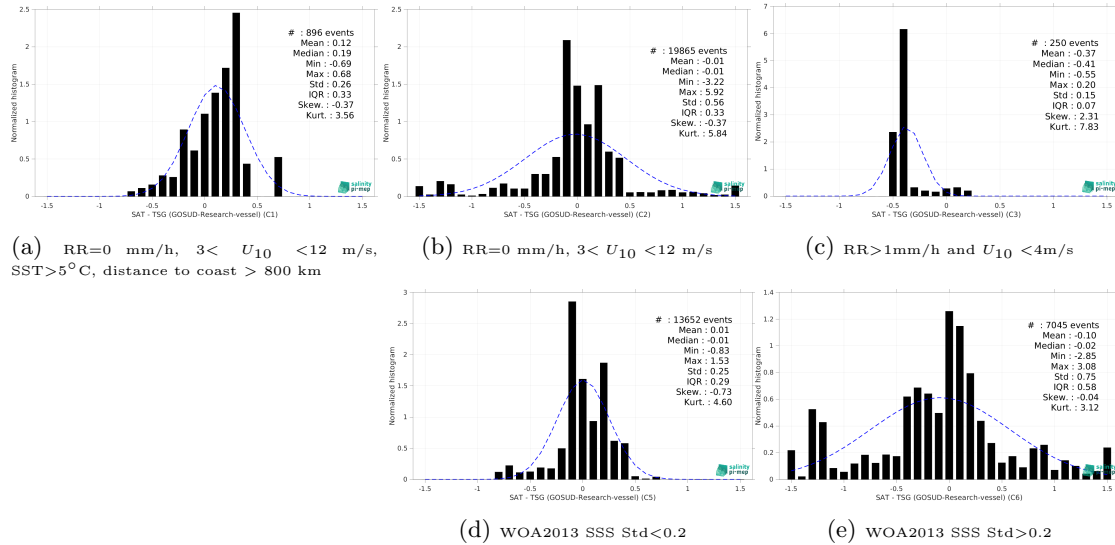 2.5
2
1.5
1
0.5
0
Normalized histogram
# : 896 events
Mean : 0.12
Median : 0.19
Min : -0.69
Max : 0.68
Std : 0.26
IQR : 0.33
Skew. : -0.37
Kurt. : 3.56
salinity
pi-mep
-1.5 -1 -0.5 0 0.5 1 1.5
SAT - TSG (GOSUD-Research-vessel) (C1)
(a) RR=0 mm/h, 3< U10 <12 m/s,
SST>5°C, distance to coast > 800 km
2.5
2
1.5
1
0.5
0
Normalized histogram
# : 19865 events
Mean : -0.01
Median : -0.01
Min : -3.22
Max : 5.92
Std : 0.56
IQR : 0.33
Skew. : -0.37
Kurt. : 5.84
salinity
pi-mep
-1.5 -1 -0.5 0 0.5 1 1.5
SAT - TSG (GOSUD-Research-vessel) (C2)
(b) RR=0 mm/h, 3< U10 <12 m/s
7
6
5
4
3
2
1
0
Normalized histogram
# : 250 events
Mean : -0.37
Median : -0.41
Min : -0.55
Max : 0.20
Std : 0.15
IQR : 0.07
Skew. : 2.31
Kurt. : 7.83
salinity
pi-mep
-1.5 -1 -0.5 0 0.5 1 1.5
SAT - TSG (GOSUD-Research-vessel) (C3)
(c) RR>1mm/h and U10 <4m/s
3
2.5
2
1.5
1
0.5
0
Normalized histogram
# : 13652 events
Mean : 0.01
Median : -0.01
Min : -0.83
Max : 1.53
Std : 0.25
IQR : 0.29
Skew. : -0.73
Kurt. : 4.60
salinity
pi-mep
-1.5 -1 -0.5 0 0.5 1 1.5
SAT - TSG (GOSUD-Research-vessel) (C5)
(d) WOA2013 SSS Std<0.2
1.4
1.2
1
0.8
0.6
0.4
0.2
0
Normalized histogram
# : 7045 events
Mean : -0.10
Median : -0.02
Min : -2.85
Max : 3.08
Std : 0.75
IQR : 0.58
Skew. : -0.04
Kurt. : 3.12
salinity
pi-mep
-1.5 -1 -0.5 0 0.5 1 1.5
SAT - TSG (GOSUD-Research-vessel) (C6)
(e) WOA2013 SSS Std>0.2